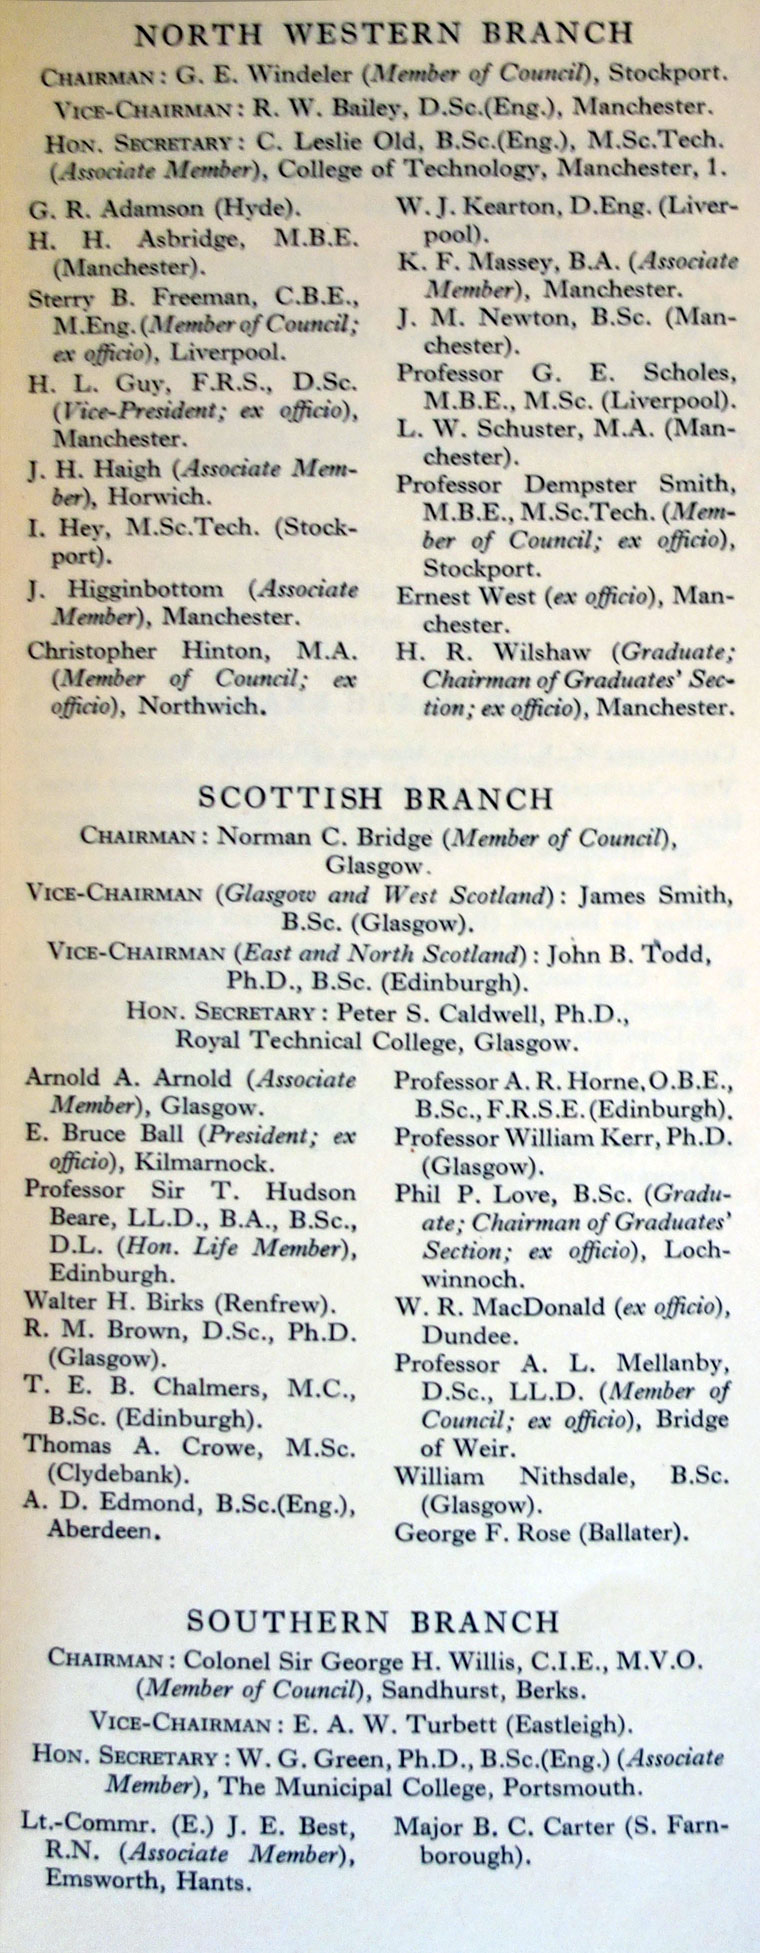 NORTH WESTERN BRANCH
CHAIRMAN: G. E. Windeler (Member of Council), Stockport.
VICE-CHAIRMAN: R. W. Bailey, D.Sc.(Eng.), Manchester.
HON. SECRETARY: C. Leslie Old, B.Sc.(Eng.), M.Sc.Tech.
(Associate Member), College of Technology, Manchester, 1.
G. R. Adamson (Hyde).
H. H. Asbridge, M.B.E.
(Manchester).
Sterry B. Freeman, C.B.E.,
M.Eng. (Member of Council;
ex officio), Liverpool.
H. L. Guy, F.R.S., D.Sc.
(Vice-President; ex officio),
Manchester.
J. H. Haigh (Associate Mem-
ber), Horwich.
I. Hey, M.Sc.Tech. (Stock-
port).
J. Higginbottom (Associate
Member), Manchester.
Christopher Hinton, M.A.
(Member of Council; ex
officio), Northwich.
W. J. Kearton, D.Eng. (Liver-
pool).
K. F. Massey, B.A. (Associate
Member), Manchester.
J. M. Newton, B.Sc. (Man-
chester).
Professor G. E. Scholes,
M.B.E., M.Sc. (Liverpool).
L. W. Schuster, M.A. (Man-
chester).
Professor Dempster Smith,
M.B.E., M.Sc.Tech. (Mem-
ber of Council; ex officio),
Stockport.
Ernest West (ex officio), Man-
chester.
H. R. Wilshaw (Graduate;
Chairman of Graduates' Sec-
tion; ex officio), Manchester.
SCOTTISH BRANCH
CHAIRMAN: Norman C. Bridge (Member of Council),
Glasgow.
VICE-CHAIRMAN (Glasgow and West Scotland): James Smith,
B.Sc. (Glasgow).
VICE-CHAIRMAN (East and North Scotland): John B. Todd,
Ph.D., B.Sc. (Edinburgh).
HON. SECRETARY: Peter S. Caldwell, Ph.D.,
Royal Technical College, Glasgow.
Arnold A. Arnold (Associate
Member), Glasgow.
E. Bruce Ball (President; ex
officio), Kilmarnock.
Professor Sir T. Hudson
Beare, LL.D., B.A., B.Sc.,
D.L. (Hon. Life Member),
Edinburgh.
Walter H. Birks (Renfrew).
R. M. Brown, D.Sc., Ph.D.
(Glasgow).
T. E. B. Chalmers, M.C.,
B.Sc. (Edinburgh).
Thomas A. Crowe, M.Sc.
(Clydebank).
A. D. Edmond, B.Sc.(Eng.),
Aberdeen.
Professor A. R. Horne, O.B.E.,
B.Sc., F.R.S.E. (Edinburgh).
Professor William Kerr, Ph.D.
(Glasgow).
Phil P. Love, B.Sc. (Gradu-
ate; Chairman of Graduates'
Section; ex officio), Loch-
winnoch.
W. R. MacDonald (ex officio),
Dundee.
Professor A. L. Mellanby,
D.Sc., LL.D. (Member of
Council; ex officio), Bridge
of Weir.
William Nithsdale, B.Sc.
(Glasgow).
George F. Rose (Ballater).
SOUTHERN BRANCH
CHAIRMAN: Colonel Sir George H. Willis, C.I.E., M.V.O.
(Member of Council), Sandhurst, Berks.
VICE-CHAIRMAN: E. A. W. Turbett (Eastleigh).
HON. SECRETARY: W. G. Green, Ph.D., B.Sc.(Eng.) (Associate
Member), The Municipal College, Portsmouth.
Lt.-Commr. (E.) J. E. Best,
R.N. (Associate Member),
Emsworth, Hants.
Major B. C. Carter (S. Farn-
borough).